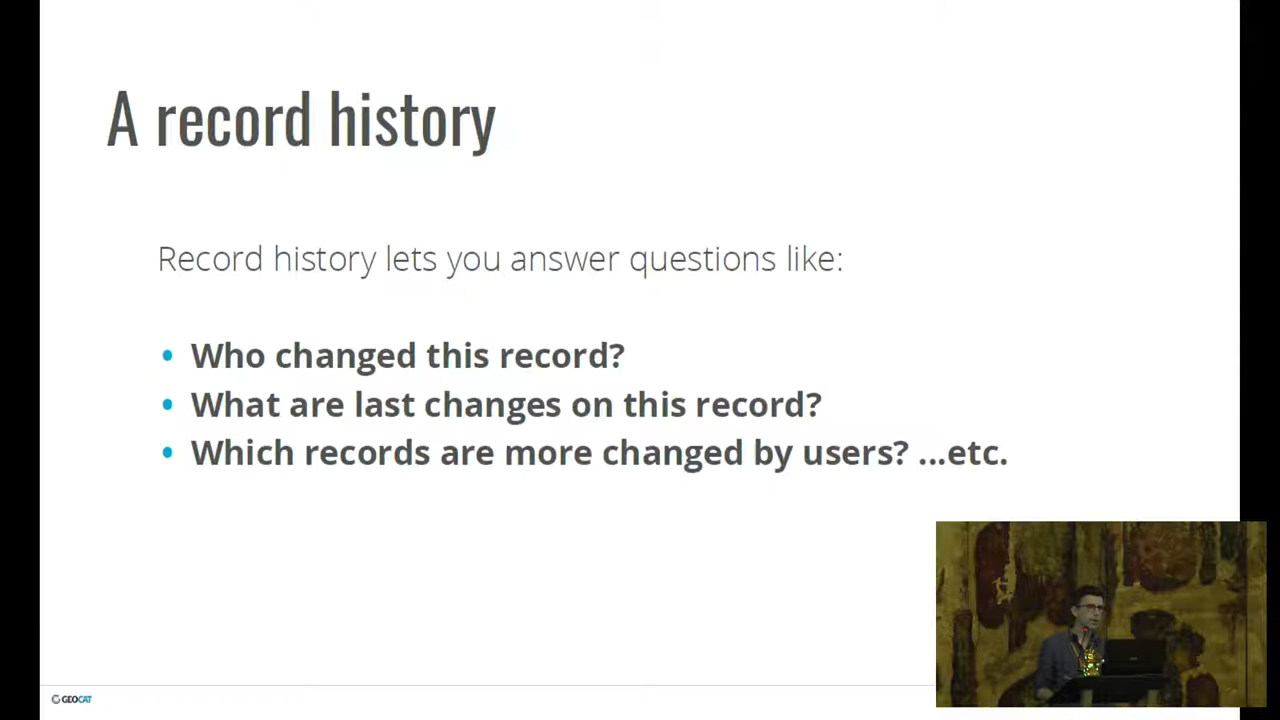 A record history
Record history lets you answer questions like:
• Who changed this record?
• What are last changes on this record?
• Which records are more changed by users? ...etc.
GEOCAT